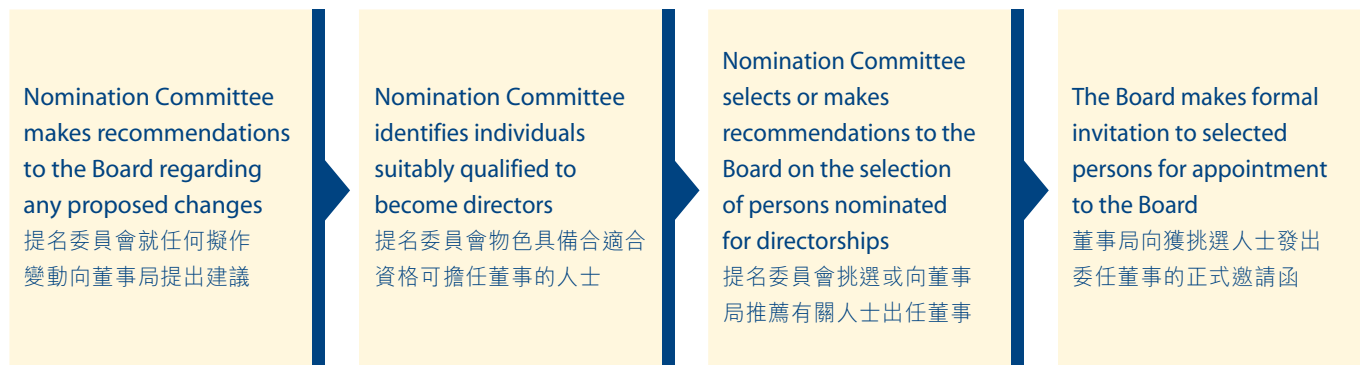 Nomination Committee
makes recommendations
to the Board regarding
any proposed changes
提名委員會就任何擬作
變動向董事局提出建議
Nomination Committee
identifies individuals
suitably qualified to
become directors
提名委員會物色具備合適合
資格可擔任董事的人士
Nomination Committee
selects or makes
recommendations to the
Board on the selection
of persons nominated
for directorships
提名委員會挑選或向董事
局推薦有關人士出任董事
The Board makes formal
invitation to selected
persons for appointment
to the Board
董事局向獲挑選人士發出
委任董事的正式邀請函